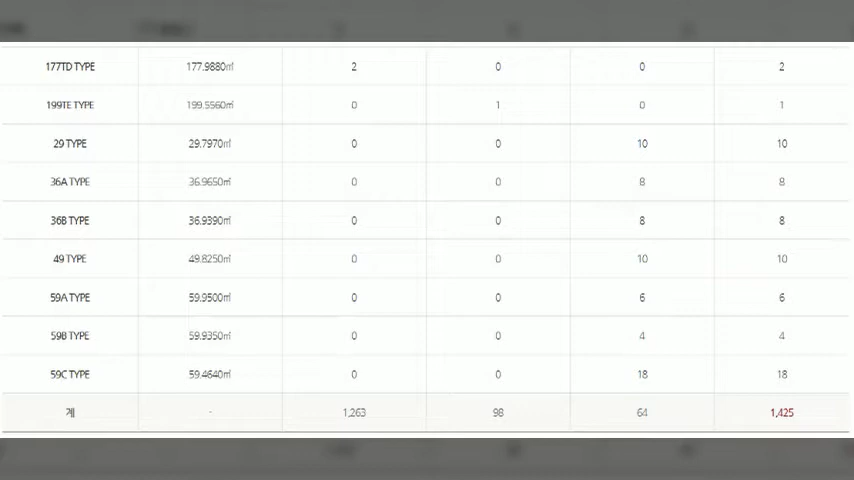 177TD TYPE 177.9880㎡ 2 0 0 2
199TE TYPE 199.5560㎡ 0 1 0 1
29 TYPE 29.7970㎡ 0 0 10 10
36A TYPE 36.9650㎡ 0 0 8 8
36B TYPE 36.9390㎡ 0 0 8 8
49 TYPE 49.8250㎡ 0 0 10 10
59A TYPE 59.9500㎡ 0 0 6 6
59B TYPE 59.9350㎡ 0 0 4 4
59C TYPE 59.4640㎡ 0 0 18 18
계 - 1,263 98 64 1,425